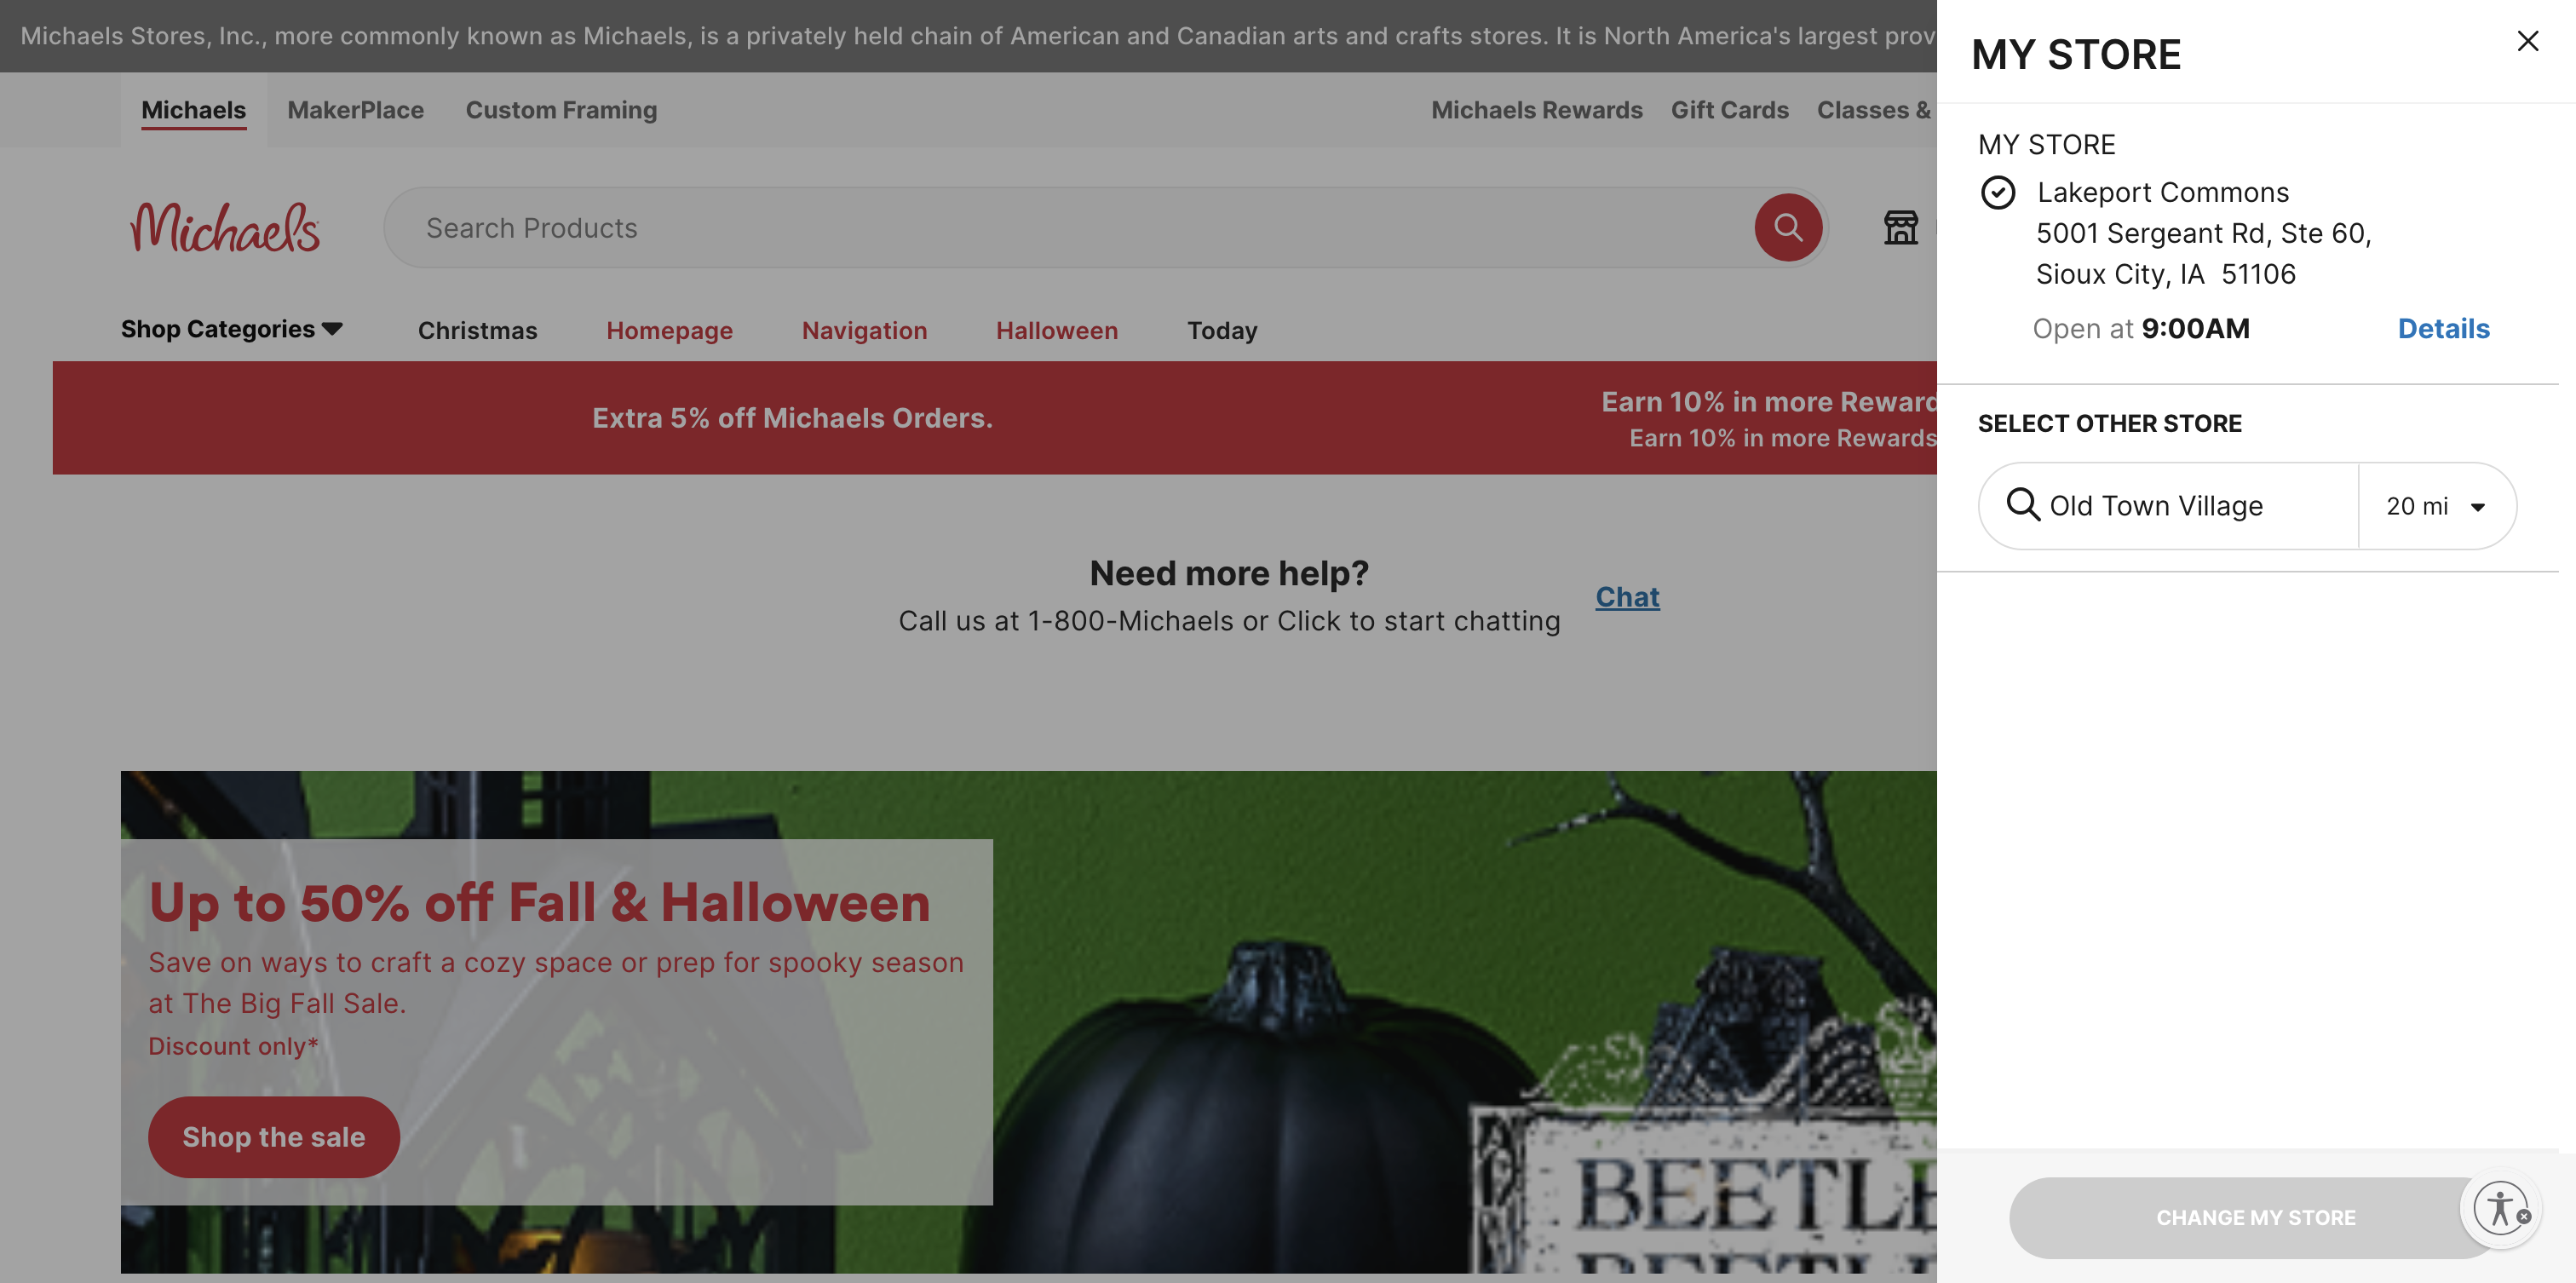 Michaels Stores, Inc., more commonly known as Michaels, is a privately held chain of American and Canadian arts and crafts stores. It is North America's largest prov
Michaels MakerPlace Custom Framing Michaels Rewards Gift Cards Classes &
Michaels Search Products
Shop Categories Christmas Homepage Navigation Halloween Today
Extra 5% off Michaels Orders.
Earn 10% in more Reward
Earn 10% in more Rewards
Need more help?
Call us at 1-800-Michaels or Click to start chatting
Chat
Up to 50% off Fall & Halloween
Save on ways to craft a cozy space or prep for spooky season
at The Big Fall Sale.
Discount only*
Shop the sale
BEETLE
BEETLE
MY STORE
MY STORE
Lakeport Commons
5001 Sergeant Rd, Ste 60,
Sioux City, IA 51106
Open at 9:00AM Details
SELECT OTHER STORE
Old Town Village 20 mi
CHANGE MY STORE